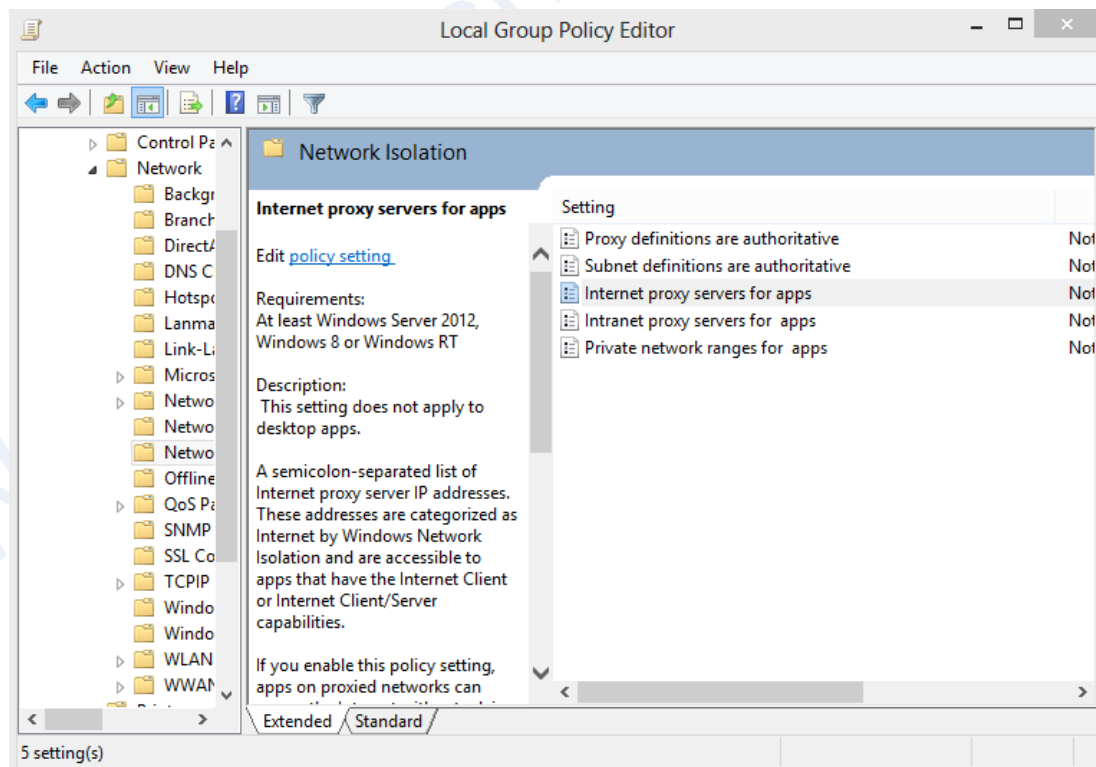 Local Group Policy Editor
File Action View Help
Control Pa
Network
Backgr
Branch
DirectA
DNS C
Hotspo
Lanma
Link-La
Micros
Netwo
Netwo
Netwo
Offline
QoS Pa
SNMP
SSL Co
TCPIP
Windo
Windo
WLAN
WWAN
Network Isolation
Internet proxy servers for apps
Edit policy setting
Requirements:
At least Windows Server 2012,
Windows 8 or Windows RT
Description:
This setting does not apply to
desktop apps.
A semicolon-separated list of
Internet proxy server IP addresses.
These addresses are categorized as
Internet by Windows Network
Isolation and are accessible to
apps that have the Internet Client
or Internet Client/Server
capabilities.
If you enable this policy setting,
apps on proxied networks can
Setting
Proxy definitions are authoritative Not
Subnet definitions are authoritative Not
Internet proxy servers for apps Not
Intranet proxy servers for apps Not
Private network ranges for apps Not
Extended Standard
5 setting(s)